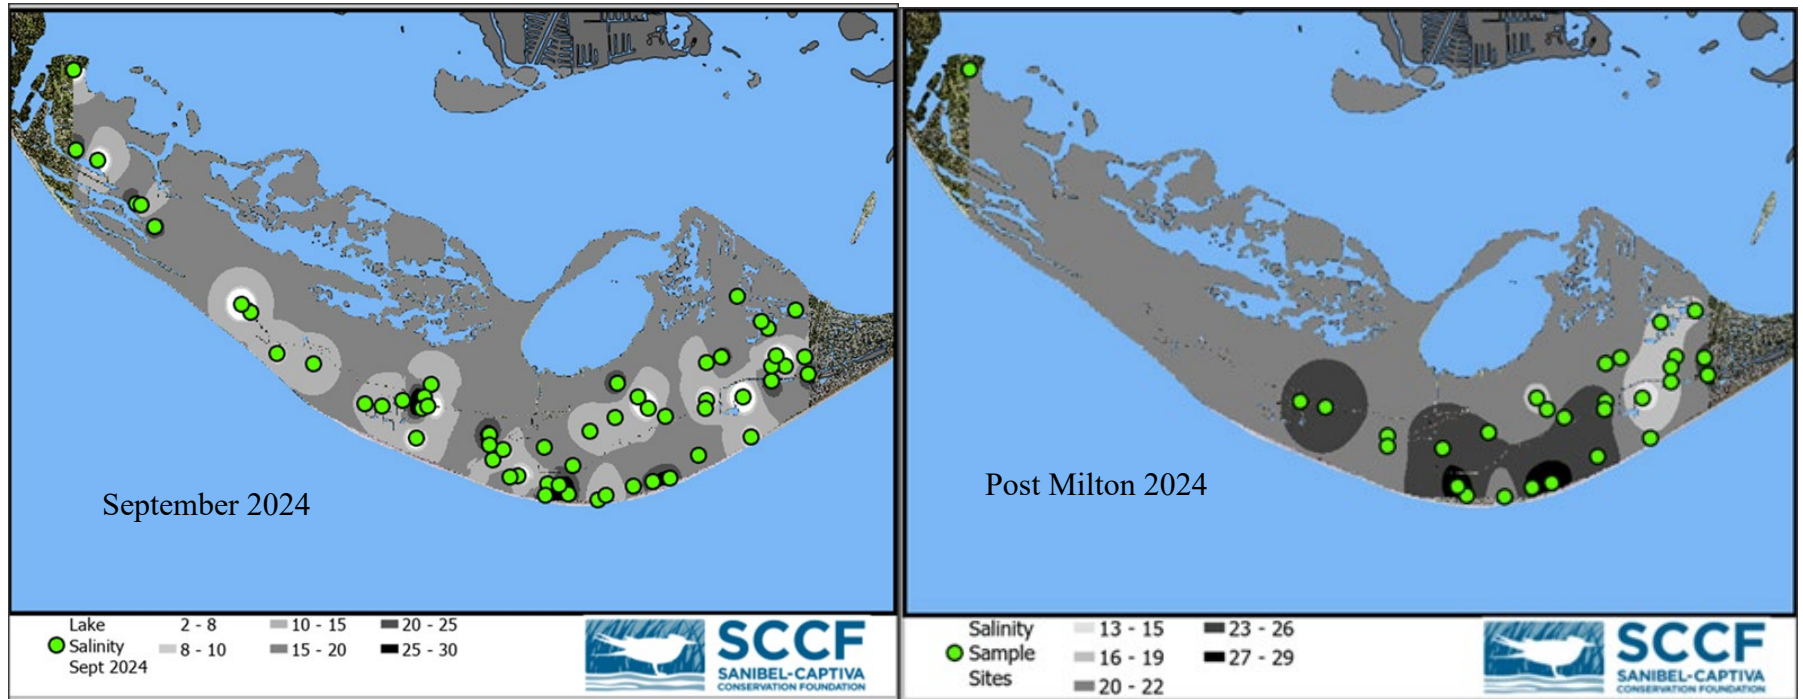 September 2024
Lake
Salinity
Sept 2024
2 - 8
8 - 10
10 - 15
15 - 20
20 - 25
25 - 30
SCCF
SANIBEL-CAPTIVA
CONSERVATION FOUNDATION
Post Milton 2024
Salinity
Sample
Sites
13 - 15
16 - 19
20 - 22
23 - 26
27 - 29
SCCF
SANIBEL-CAPTIVA
CONSERVATION FOUNDATION